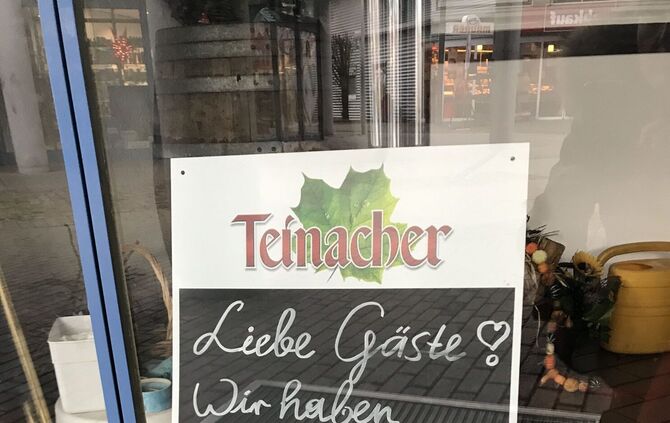 Teinacher
Liebe Gäste!
Wir haben